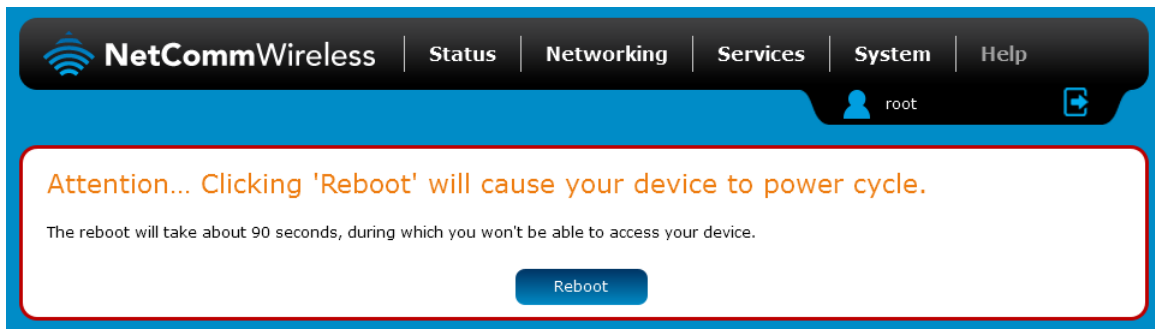 NetCommWireless Status Networking Services System Help
root
Attention... Clicking 'Reboot' will cause your device to power cycle.
The reboot will take about 90 seconds, during which you won't be able to access your device.
Reboot